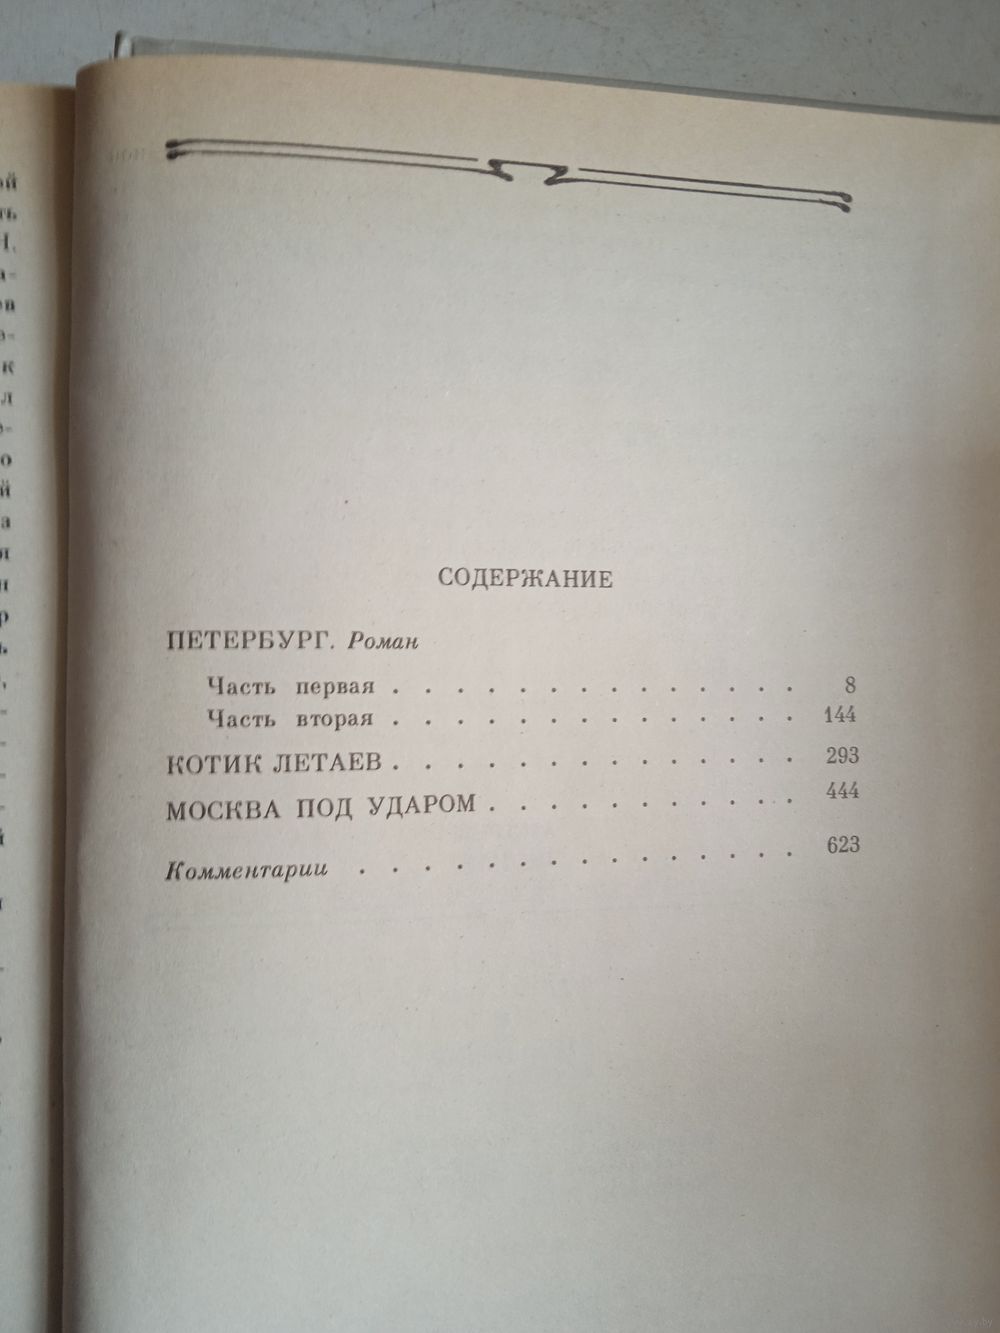 СОДЕРЖАНИЕ
ПЕТЕРБУРГ. Роман
Часть первая . . . . . . . . . . . . . . 8
Часть вторая . . . . . . . . . . . . . . 144
КОТИК ЛЕТАЕВ . . . . . . . . . . . . . . 293
МОСКВА ПОД УДАРОМ . . . . . . . . . . . 444
Комментарии . . . . . . . . . . . . . . . 623